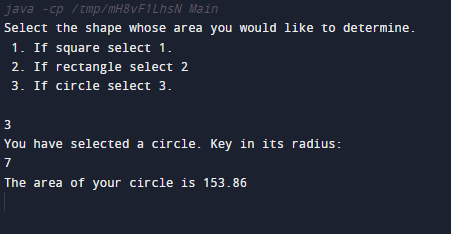 java -cp /tmp/mH8vF1LhsN Main
Select the shape whose area you would like to determine.
1. If square select 1.
2. If rectangle select 2
3. If circle select 3.
3
You have selected a circle. Key in its radius:
7
The area of your circle is 153.86